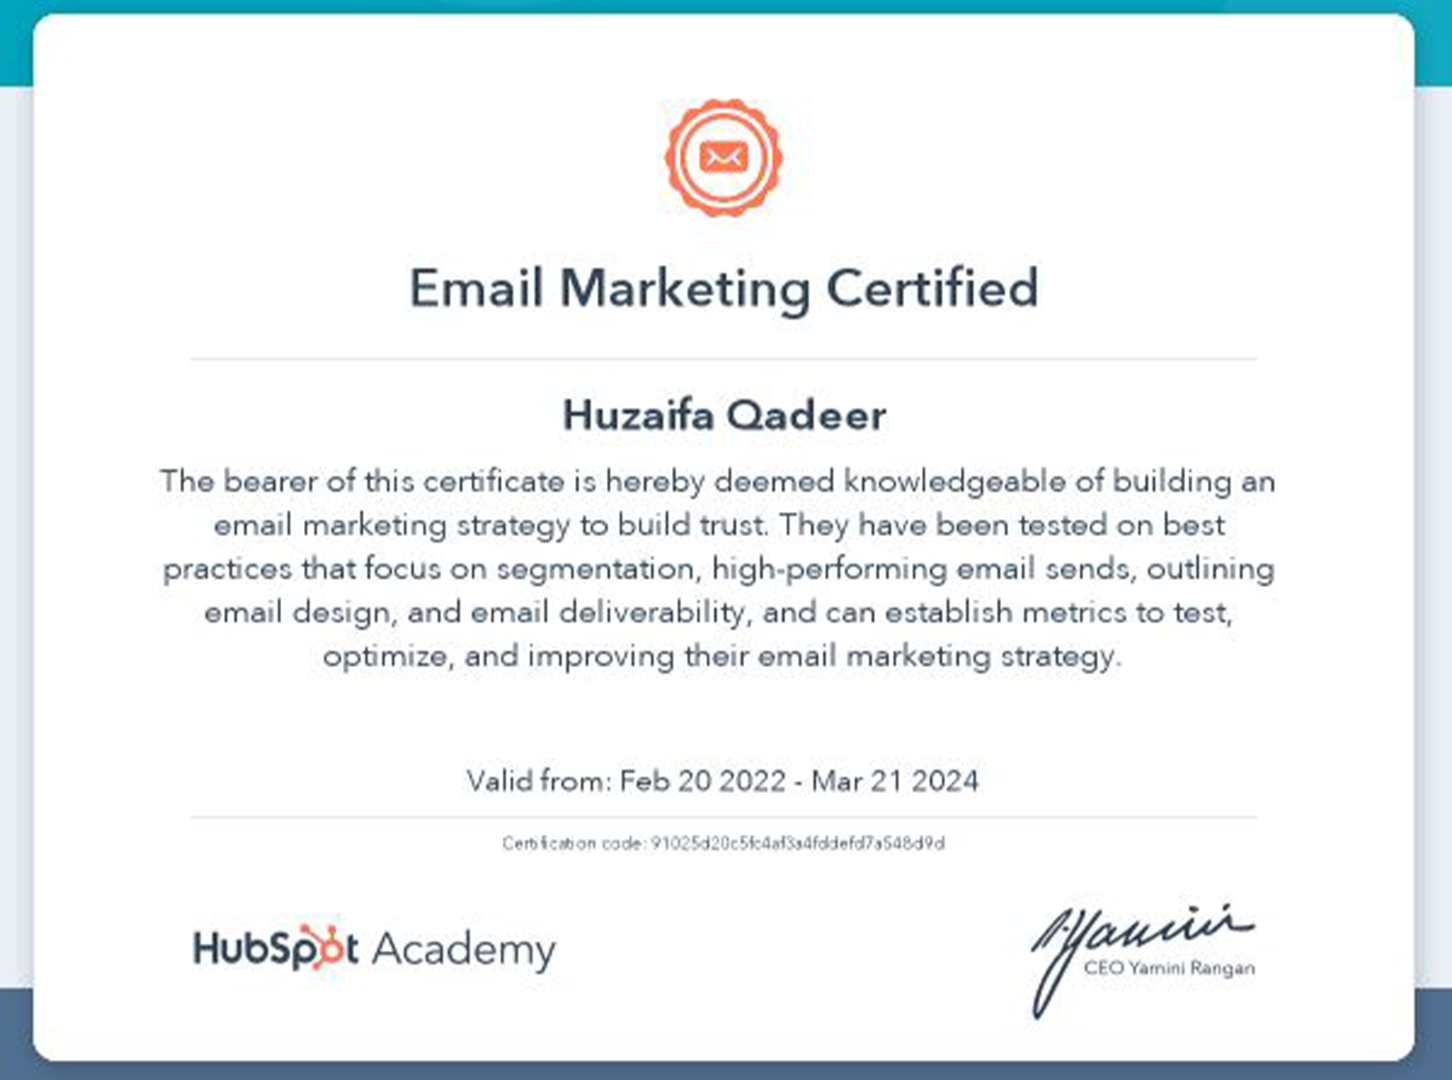 Email Marketing Certified
Huzaifa Qadeer
The bearer of this certificate is hereby deemed knowledgeable of building an
email marketing strategy to build trust. They have been tested on best
practices that focus on segmentation, high-performing email sends, outlining
email design, and email deliverability, and can establish metrics to test,
optimize, and improving their email marketing strategy.
Valid from: Feb 20 2022 - Mar 21 2024
Certification code: 91025d20c5fc4af3a4fddefd7a548d9d
HubSpot Academy
Yamini
CEO Yamini Rangan